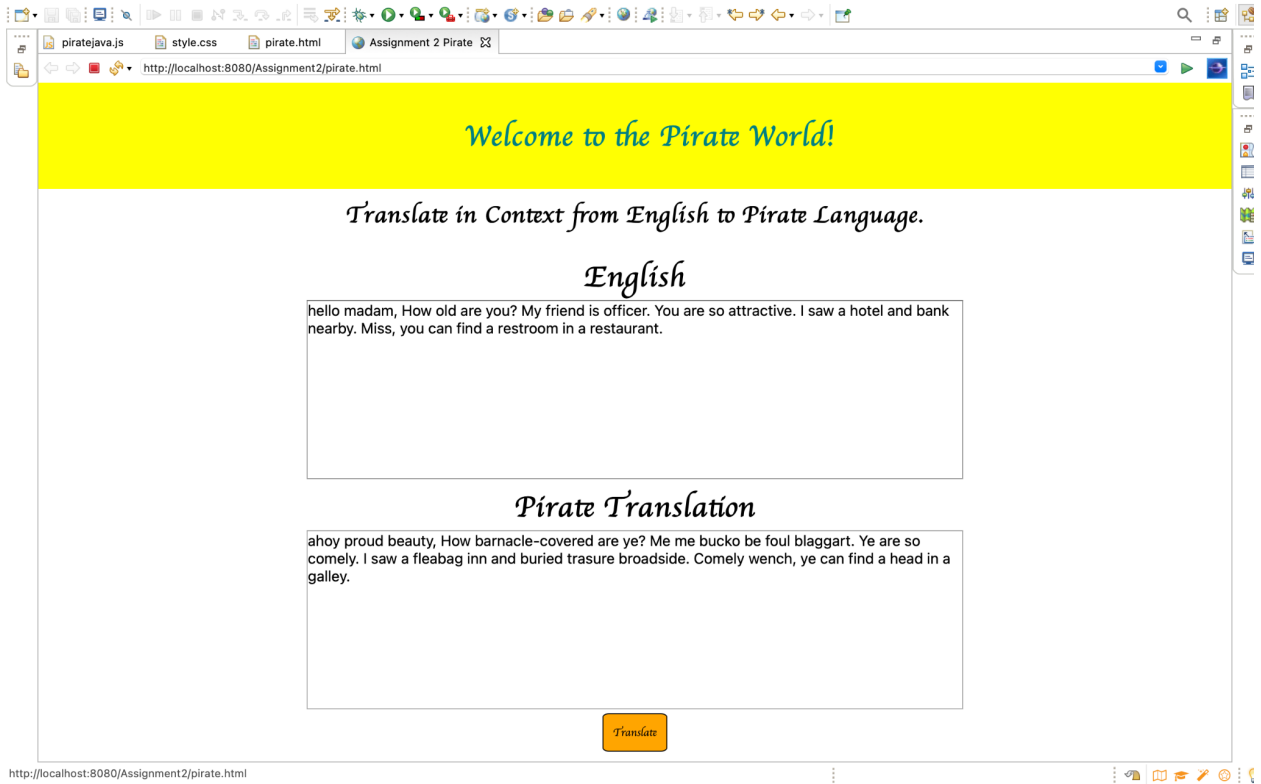 piratejava.js
style.css
pirate.html
Assignment 2 Pirate
http://localhost:8080/Assignment2/pirate.html
Welcome to the Pirate World!
Translate in Context from English to Pirate Language.
English
hello madam, How old are you? My friend is officer. You are so attractive. I saw a hotel and bank
nearby. Miss, you can find a restroom in a restaurant.
Pirate Translation
ahoy proud beauty, How barnacle-covered are ye? Me me bucko be foul blaggart. Ye are so
comely. I saw a fleabag inn and buried trasure broadside. Comely wench, ye can find a head in a
galley.
Translate
http://localhost:8080/Assignment2/pirate.html